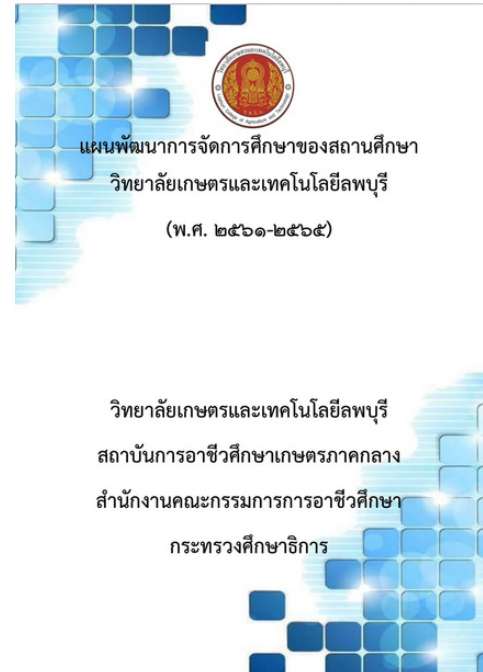 แผนพัฒนาการจัดการศึกษาของสถานศึกษา
วิทยาลัยเกษตรและเทคโนโลยีลพบุรี
(พ.ศ. ๒๕๖๑-๒๕๖๕)
วิทยาลัยเกษตรและเทคโนโลยีลพบุรี
สถาบันการอาชีวศึกษาเกษตรภาคกลาง
สำนักงานคณะกรรมการการอาชีวศึกษา
กระทรวงศึกษาธิการ